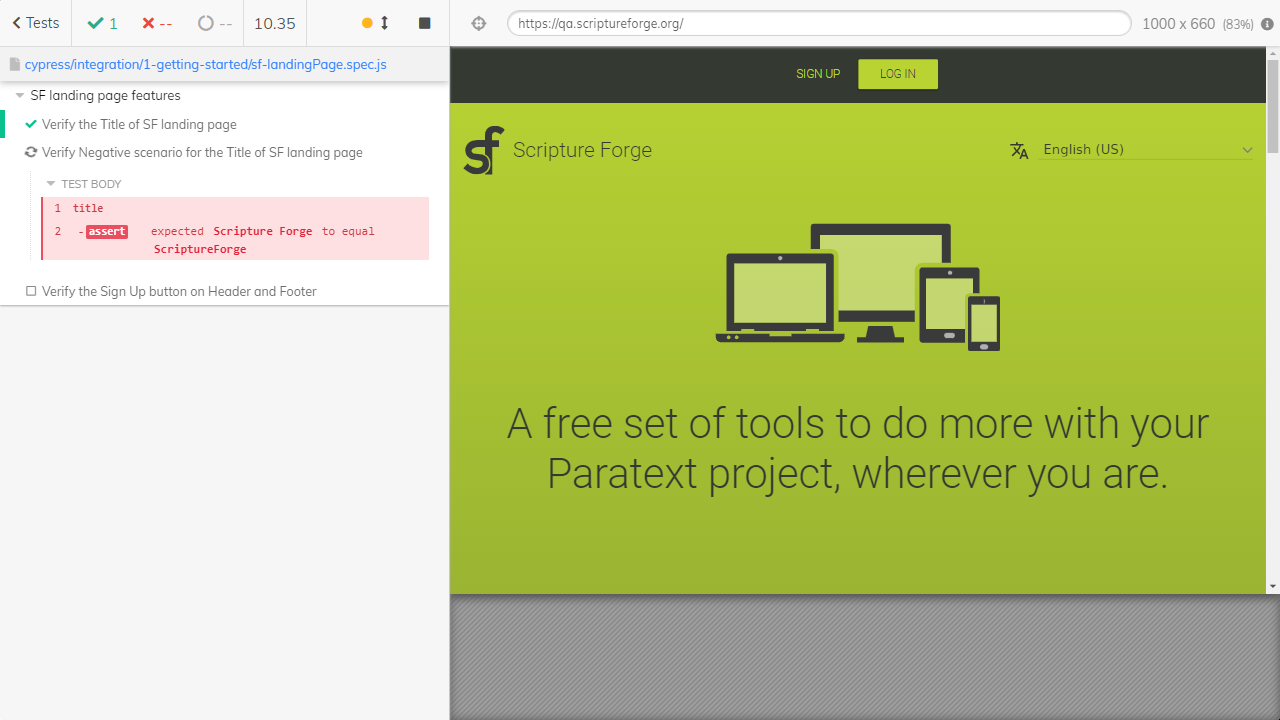 Tests 1 -- -- 10.35
https://qa.scriptureforge.org/ 1000 x 660 (83%)
cypress/integration/1-getting-started/sf-landingPage.spec.js
SF landing page features
Verify the Title of SF landing page
Verify Negative scenario for the Title of SF landing page
TEST BODY
1 title
2 -assert expected Scripture Forge to equal
ScriptureForge
Verify the Sign Up button on Header and Footer
SIGN UP LOG IN
sf Scripture Forge English (US)
A free set of tools to do more with your
Paratext project, wherever you are.